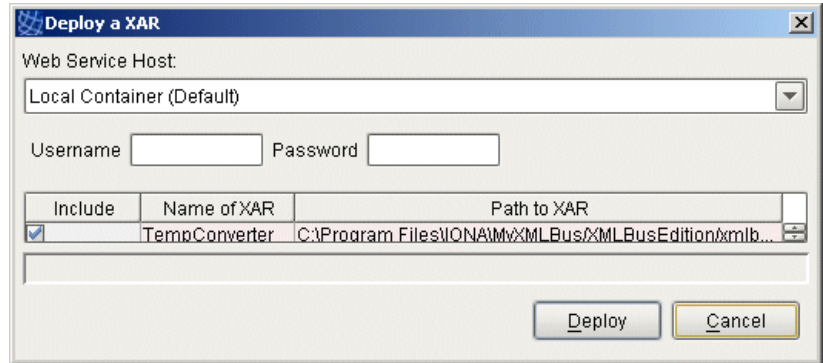 Deploy a XAR
Web Service Host:
Local Container (Default)
Username Password
Include Name of XAR Path to XAR
TempConverter C:\Program Files\IONA\MyXMLBus/XMLBusEdition/xmlb...
Deploy Cancel